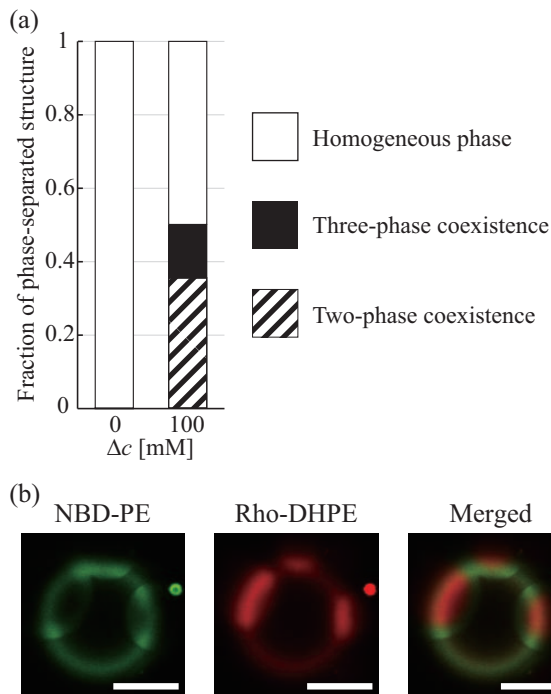 (a)
Fraction of phase-separated structure
1
0.8
0.6
0.4
0.2
0
0 100
Δc [mM]
Homogeneous phase
Three-phase coexistence
Two-phase coexistence
(b)
NBD-PE Rho-DHPE Merged